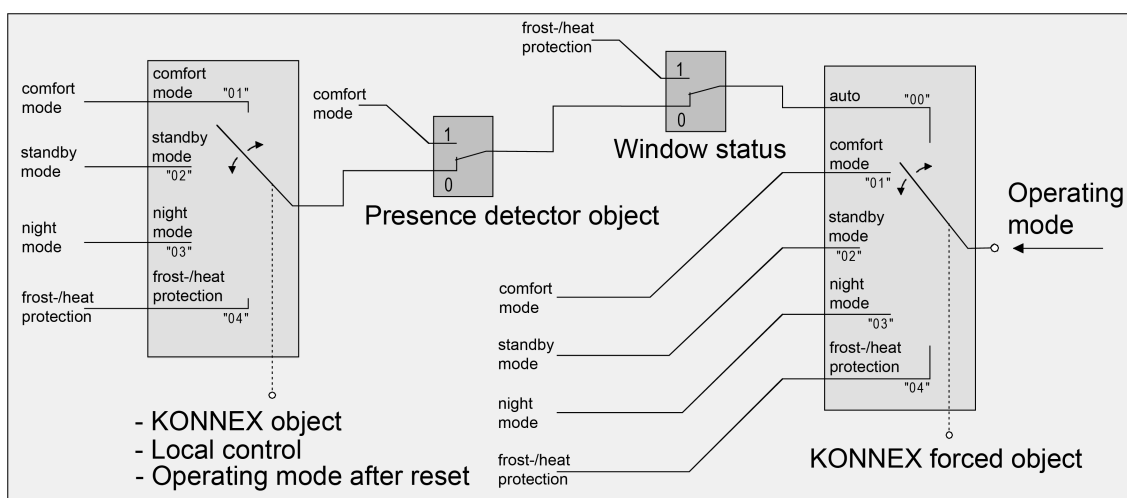 comfort
mode
standby
mode
night
mode
frost-/heat
protection
comfort
mode "01"
standby
mode
"02"
night
mode
"03"
frost-/heat
protection
"04"
- KONNEX object
- Local control
- Operating mode after reset
comfort
mode
1
0
Presence detector object
frost-/heat
protection
1
0
Window status
auto "00"
comfort
mode
"01"
standby
mode
"02"
night
mode
"03"
frost-/heat
protection
"04"
comfort
mode
standby
mode
night
mode
frost-/heat
protection
KONNEX forced object
Operating
mode